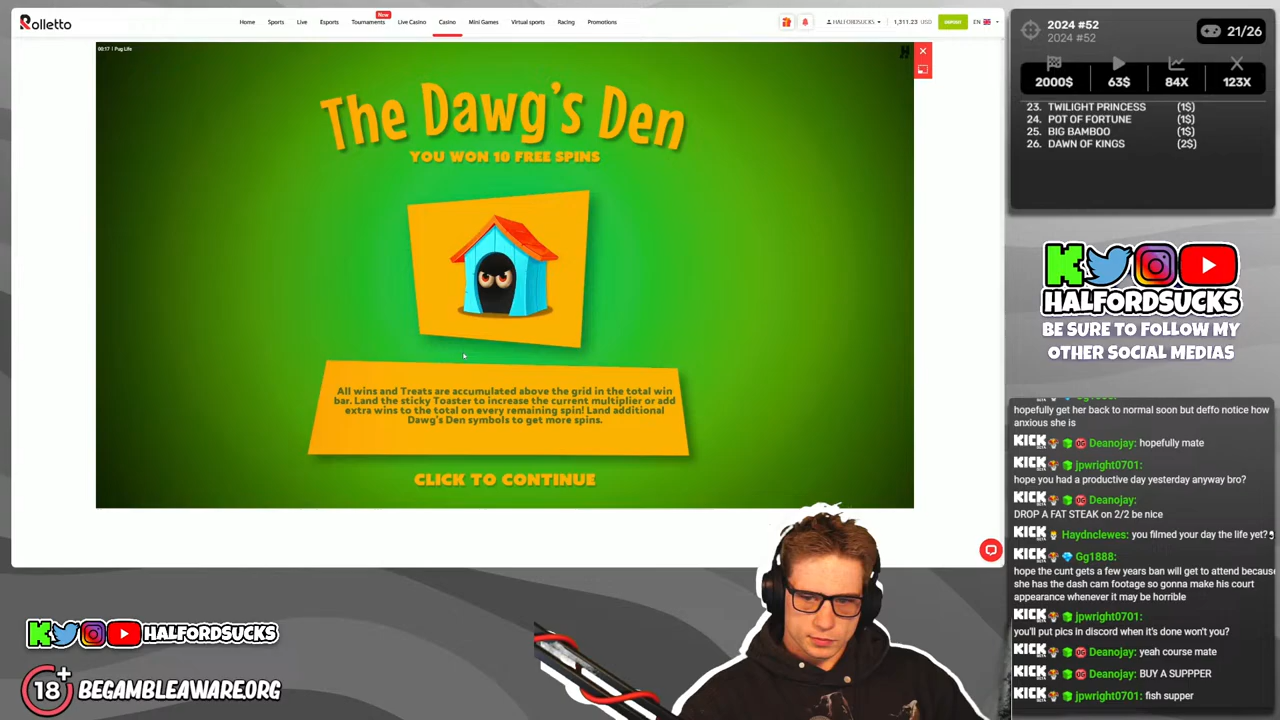 Rolletto
Home
Sports
Live
Esports
Tournaments
New
Live Casino
Casino
Mini Games
Virtual sports
Racing
Promotions
HALFORDSUCKS
1,311.23 USD
DEPOSIT
EN
00:17 | Pug Life
The Dawg's Den
YOU WON 10 FREE SPINS
All wins and Treats are accumulated above the grid in the total win
bar. Land the sticky Toaster to increase the current multiplier or add
extra wins to the total on every remaining spin! Land additional
Dawg's Den symbols to get more spins.
CLICK TO CONTINUE
2024 #52
2024 #52
21/26
2000$
63$
84X
123X
23. TWILIGHT PRINCESS (1$)
24. POT OF FORTUNE (1$)
25. BIG BAMBOO (1$)
26. DAWN OF KINGS (2$)
K
HALFORDSUCKS
BE SURE TO FOLLOW MY
OTHER SOCIAL MEDIAS
hopefully get her back to normal soon but deffo notice how
anxious she is
KICK OG Deanojay: hopefully mate
KICK jpwright0701:
hope you had a productive day yesterday anyway bro?
KICK OG Deanojay:
DROP A FAT STEAK on 2/2 be nice
KICK Haydnclewes: you filmed your day the life yet?
KICK Gg1888:
hope the cunt gets a few years ban will get to attend because
she has the dash cam footage so gonna make his court
appearance whenever it may be horrible
KICK jpwright0701:
you'll put pics in discord when it's done won't you?
KICK OG Deanojay: yeah course mate
KICK OG Deanojay: BUY A SUPPPER
KICK jpwright0701: fish supper
K HALFORDSUCKS
18+ BEGAMBLEAWARE.ORG